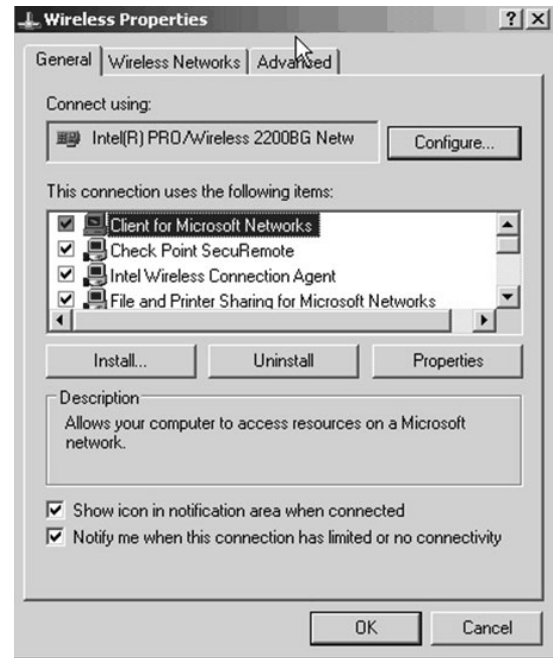 Wireless Properties
General Wireless Networks Advanced
Connect using:
Intel(R) PRO/Wireless 2200BG Netw Configure...
This connection uses the following items:
Client for Microsoft Networks
Check Point SecuRemote
Intel Wireless Connection Agent
File and Printer Sharing for Microsoft Networks
Install... Uninstall Properties
Description
Allows your computer to access resources on a Microsoft
network.
Show icon in notification area when connected
Notify me when this connection has limited or no connectivity
OK Cancel